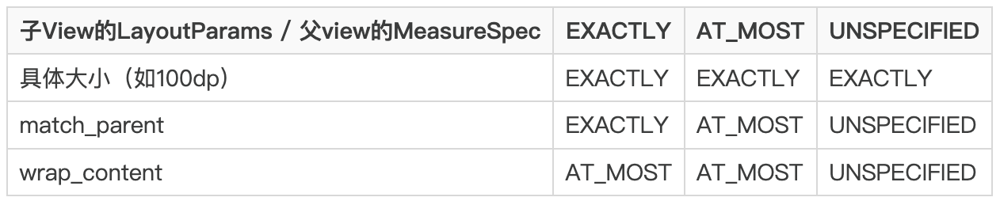 子View的LayoutParams / 父view的MeasureSpec EXACTLY AT_MOST UNSPECIFIED
具体大小（如100dp） EXACTLY EXACTLY EXACTLY
match_parent EXACTLY AT_MOST UNSPECIFIED
wrap_content AT_MOST AT_MOST UNSPECIFIED